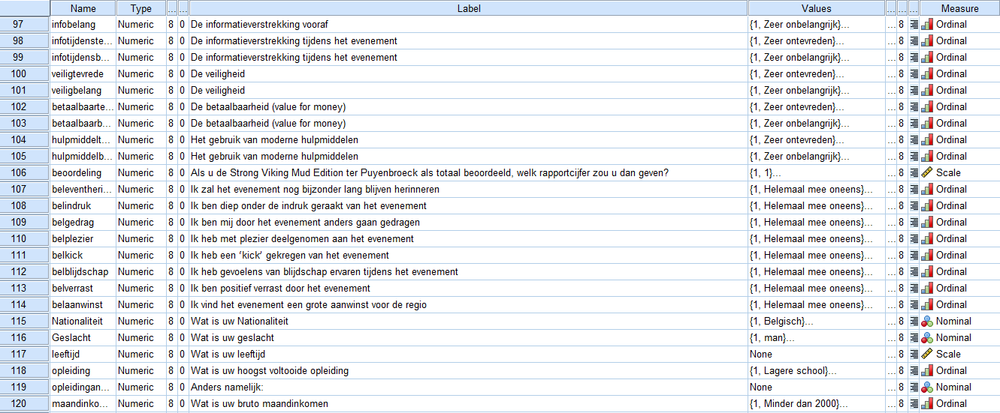 Name Type ... ... Label Values ... ... ... Measure
97 infobelang Numeric 8 0 De informatieverstrekking vooraf {1, Zeer onbelangrijk}... ... 8 Ordinal
98 infotijdenste... Numeric 8 0 De informatieverstrekking tijdens het evenement {1, Zeer ontevreden}... ... 8 Ordinal
99 infotijdensb... Numeric 8 0 De informatieverstrekking tijdens het evenement {1, Zeer onbelangrijk}... ... 8 Ordinal
100 veiligtevrede Numeric 8 0 De veiligheid {1, Zeer ontevreden}... ... 8 Ordinal
101 veiligbelang Numeric 8 0 De veiligheid {1, Zeer onbelangrijk}... ... 8 Ordinal
102 betaalbaarte... Numeric 8 0 De betaalbaarheid (value for money) {1, Zeer ontevreden}... ... 8 Ordinal
103 betaalbaarb... Numeric 8 0 De betaalbaarheid (value for money) {1, Zeer onbelangrijk}... ... 8 Ordinal
104 hulpmiddelt... Numeric 8 0 Het gebruik van moderne hulpmiddelen {1, Zeer ontevreden}... ... 8 Ordinal
105 hulpmiddelb... Numeric 8 0 Het gebruik van moderne hulpmiddelen {1, Zeer onbelangrijk}... ... 8 Ordinal
106 beoordeling Numeric 8 0 Als u de Strong Viking Mud Edition ter Puyenbroeck als totaal beoordeeld, welk rapportcijfer zou u dan geven? {1, 1}... ... 8 Scale
107 beleventheri... Numeric 8 0 Ik zal het evenement nog bijzonder lang blijven herinneren {1, Helemaal mee oneens}... ... 8 Ordinal
108 belindruk Numeric 8 0 Ik ben diep onder de indruk geraakt van het evenement {1, Helemaal mee oneens}... ... 8 Ordinal
109 belgedrag Numeric 8 0 Ik ben mij door het evenement anders gaan gedragen {1, Helemaal mee oneens}... ... 8 Ordinal
110 belplezier Numeric 8 0 Ik heb met plezier deelgenomen aan het evenement {1, Helemaal mee oneens}... ... 8 Ordinal
111 belkick Numeric 8 0 Ik heb een ‘kick’ gekregen van het evenement {1, Helemaal mee oneens}... ... 8 Ordinal
112 belblijdschap Numeric 8 0 Ik heb gevoelens van blijdschap ervaren tijdens het evenement {1, Helemaal mee oneens}... ... 8 Ordinal
113 belverrast Numeric 8 0 Ik ben positief verrast door het evenement {1, Helemaal mee oneens}... ... 8 Ordinal
114 belaanwinst Numeric 8 0 Ik vind het evenement een grote aanwinst voor de regio {1, Helemaal mee oneens}... ... 8 Ordinal
115 Nationaliteit Numeric 8 0 Wat is uw Nationaliteit {1, Belgisch}... ... 8 Nominal
116 Geslacht Numeric 8 0 Wat is uw geslacht {1, man}... ... 8 Nominal
117 leeftijd Numeric 8 0 Wat is uw leeftijd None ... 8 Scale
118 opleiding Numeric 8 0 Wat is uw hoogst voltooide opleiding {1, Lagere school}... ... 8 Ordinal
119 opleidingan... Numeric 8 0 Anders namelijk: None ... 8 Nominal
120 maandinko... Numeric 8 0 Wat is uw bruto maandinkomen {1, Minder dan 2000}... ... 8 Ordinal